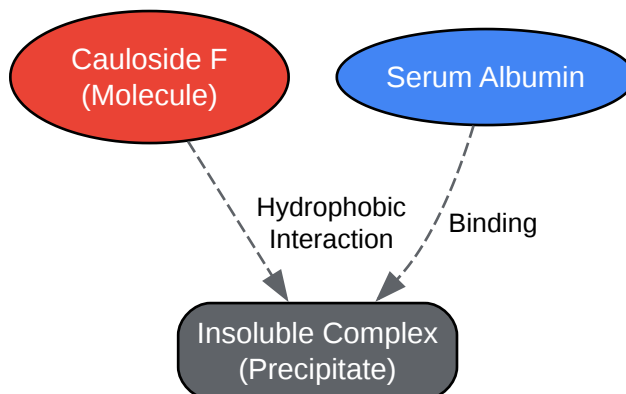 Cauloside F
(Molecule)
Serum Albumin
Hydrophobic
Interaction
Binding
Insoluble Complex
(Precipitate)